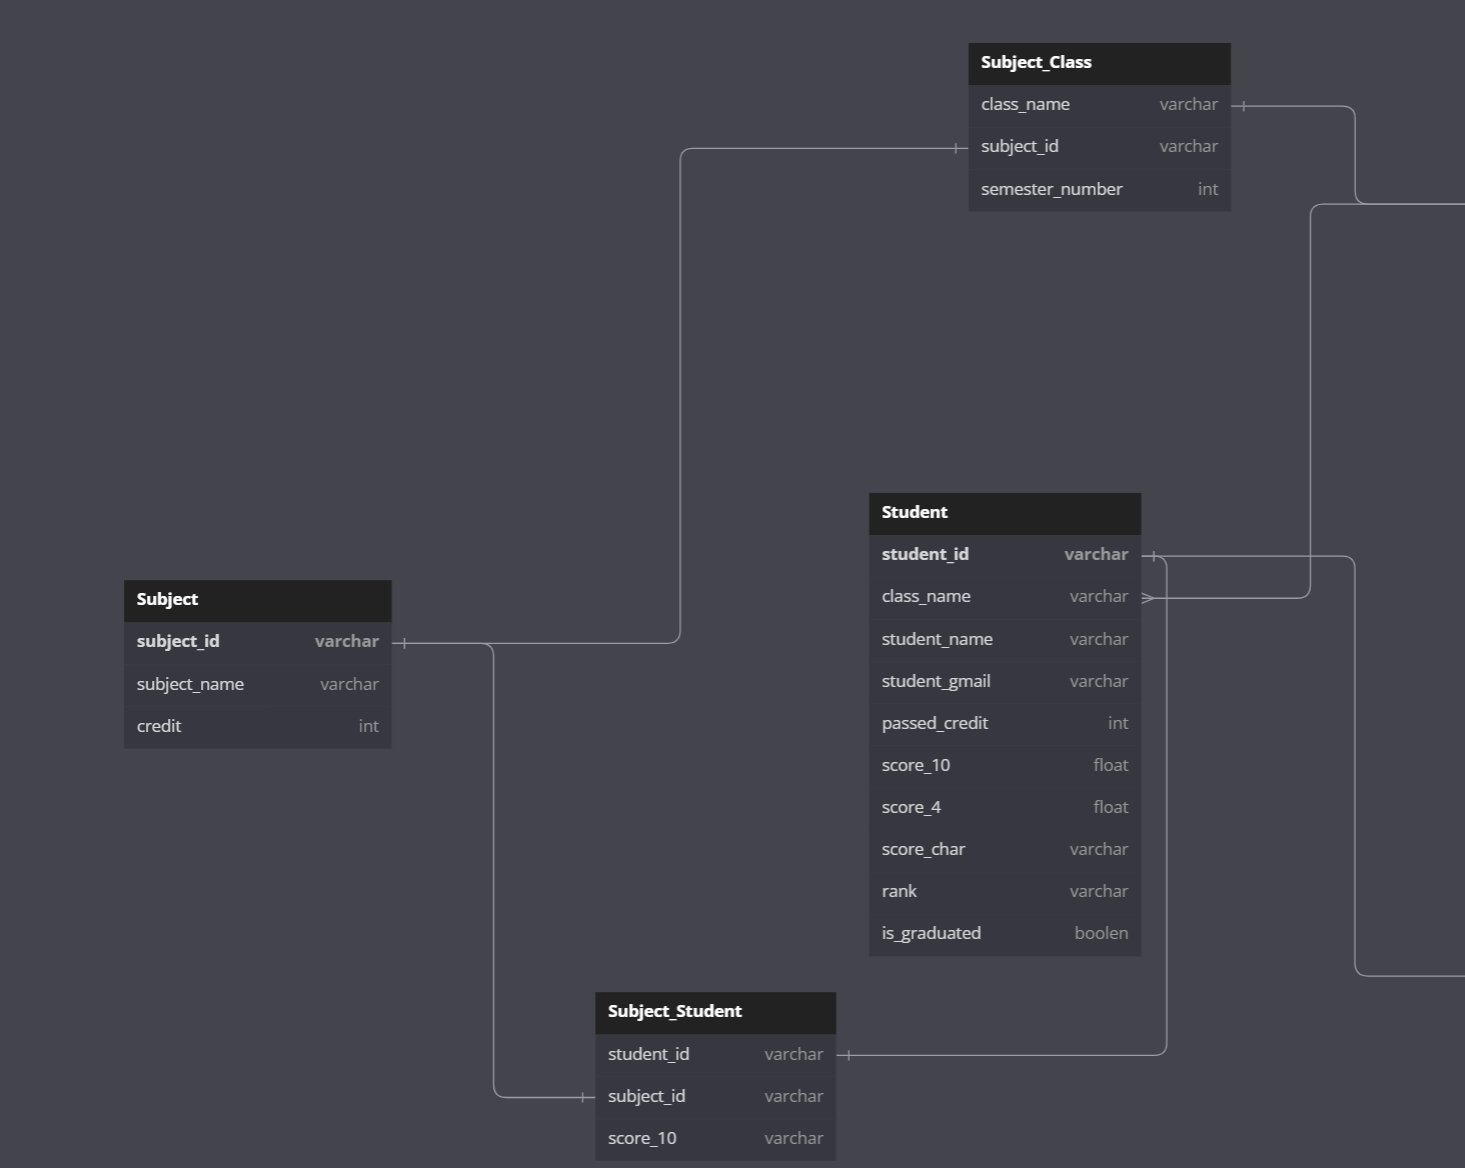 Subject_Class
class_name varchar
subject_id varchar
semester_number int
Student
student_id varchar
class_name varchar
student_name varchar
student_gmail varchar
passed_credit int
score_10 float
score_4 float
score_char varchar
rank varchar
is_graduated boolen
Subject
subject_id varchar
subject_name varchar
credit int
Subject_Student
student_id varchar
subject_id varchar
score_10 varchar